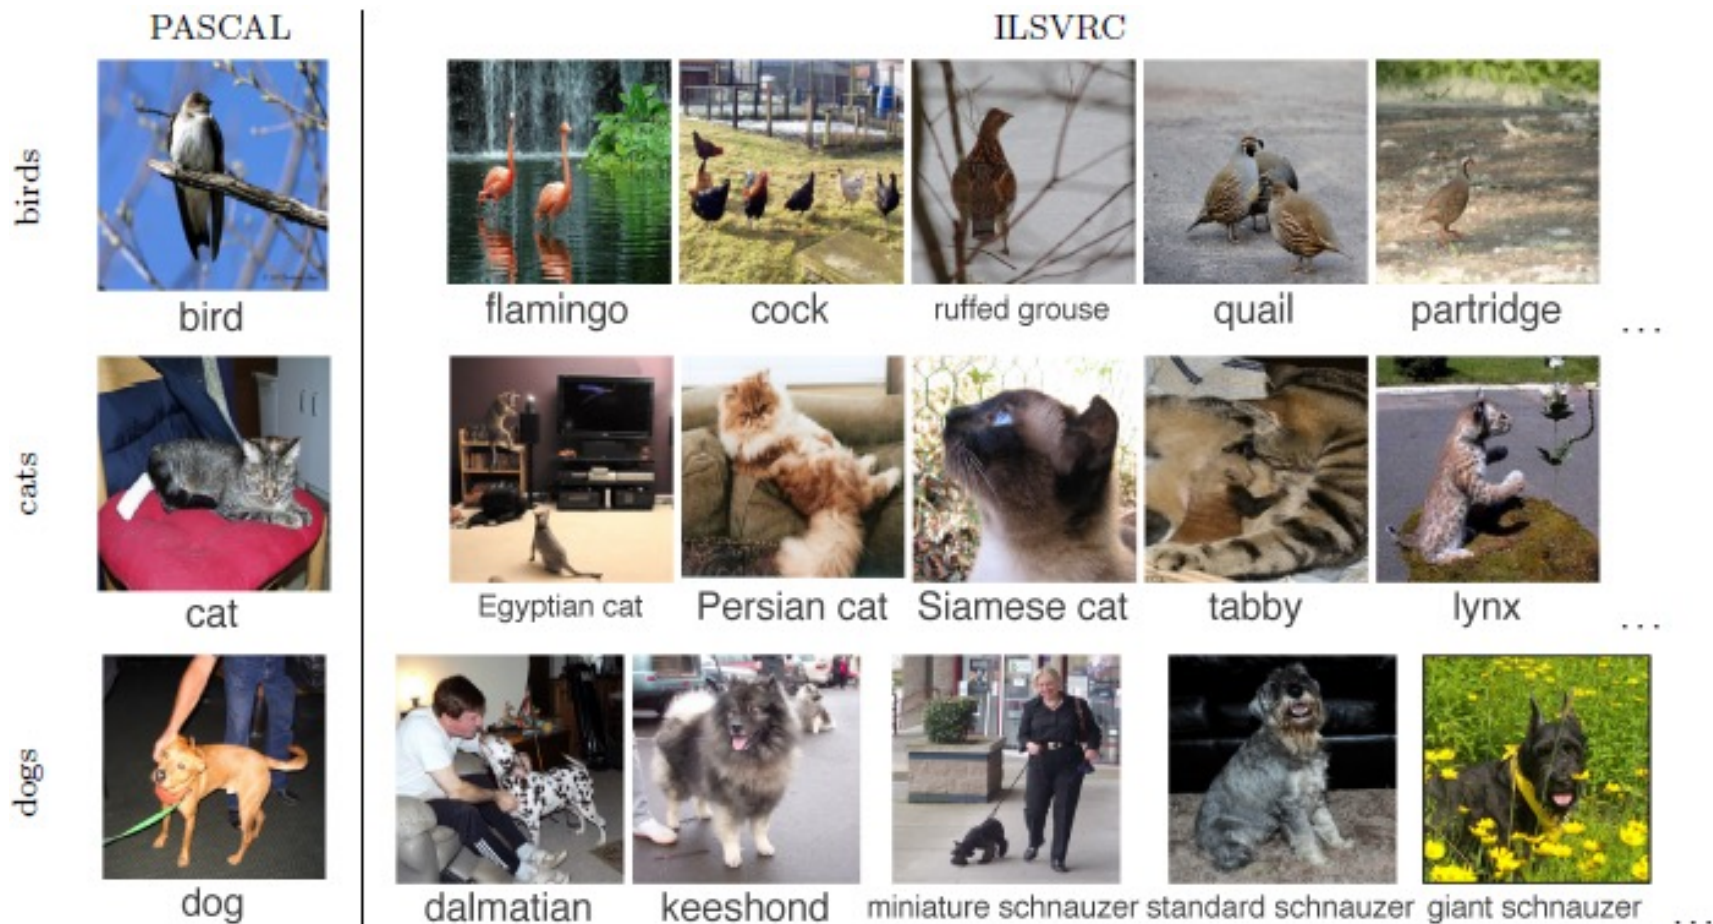 PASCAL
ILSVRC
birds
bird
flamingo
cock
ruffed grouse
quail
partridge
...
cats
cat
Egyptian cat
Persian cat
Siamese cat
tabby
lynx
...
dogs
dog
dalmatian
keeshond
miniature schnauzer
standard schnauzer
giant schnauzer
...